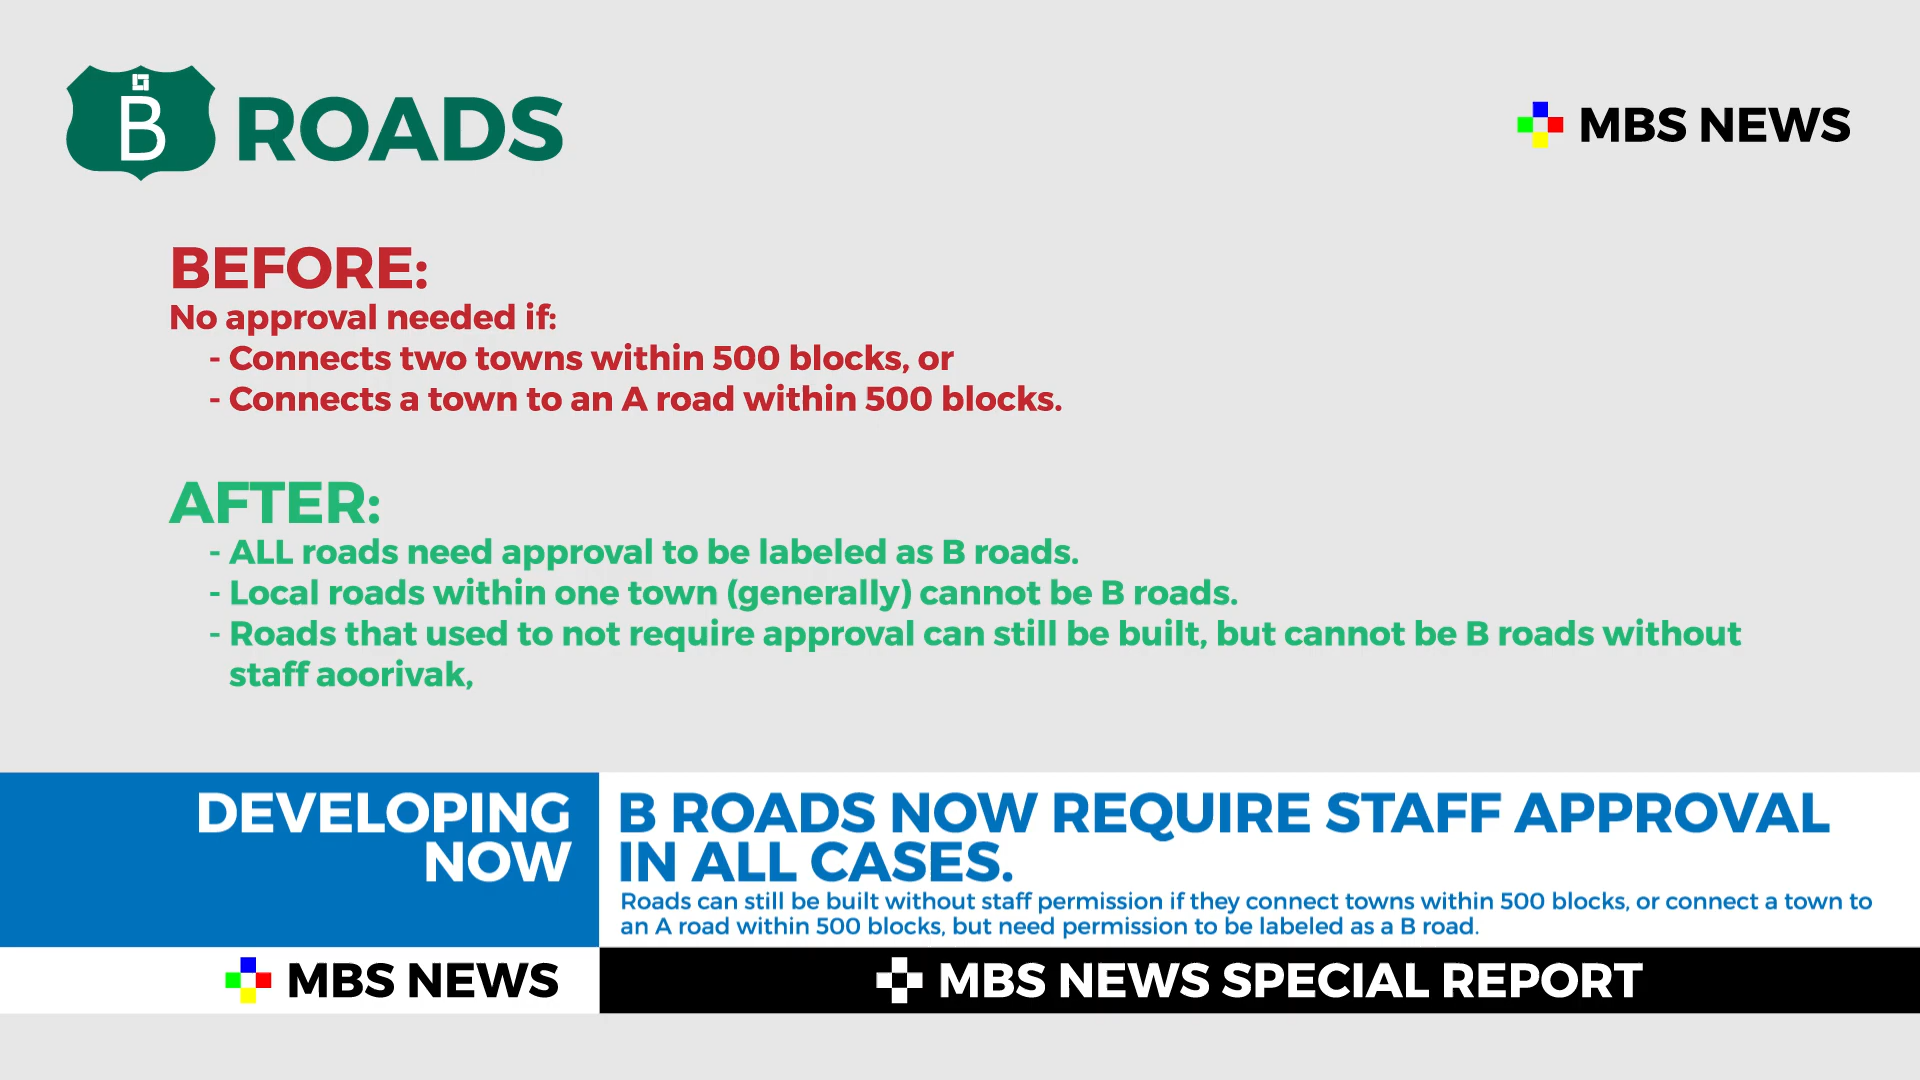 B ROADS
MBS NEWS
BEFORE:
No approval needed if:
- Connects two towns within 500 blocks, or
- Connects a town to an A road within 500 blocks.
AFTER:
- ALL roads need approval to be labeled as B roads.
- Local roads within one town (generally) cannot be B roads.
- Roads that used to not require approval can still be built, but cannot be B roads without
staff aoorivak,
DEVELOPING
NOW
B ROADS NOW REQUIRE STAFF APPROVAL
IN ALL CASES.
Roads can still be built without staff permission if they connect towns within 500 blocks, or connect a town to
an A road within 500 blocks, but need permission to be labeled as a B road.
MBS NEWS
MBS NEWS SPECIAL REPORT